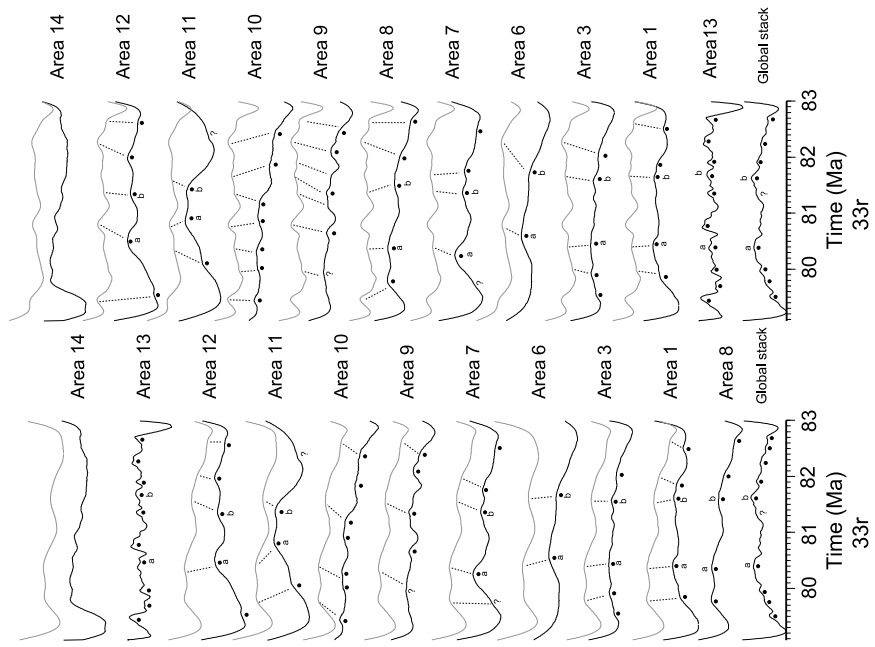 Area 14
Area 12
Area 11
Area 10
Area 9
Area 8
Area 7
Area 6
Area 3
Area 1
Area13
Global stack
a
b
a
b
?
?
a
b
a
b
?
a
b
a
b
a
b
a
b
a
b
?
80
81
82
83
Time (Ma)
33r
Area 14
Area 13
Area 12
Area 11
Area 10
Area 9
Area 7
Area 6
Area 3
Area 1
Area 8
Global stack
a
b
a
b
a
b
?
?
a
b
?
a
b
a
b
a
b
a
b
a
b
?
80
81
82
83
Time (Ma)
33r